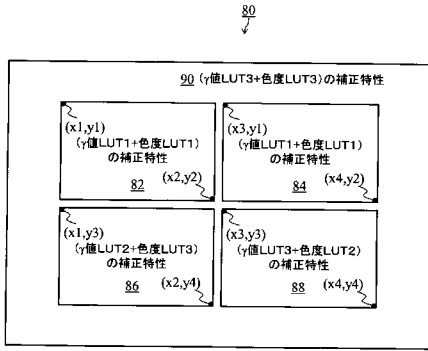 80
90 (γ値LUT3+色度LUT3)の補正特性
(x1,y1)
(γ値LUT1+色度LUT1)
の補正特性
82
(x2,y2)
(x3,y1)
(γ値LUT1+色度LUT1)
の補正特性
84
(x4,y2)
(x1,y3)
(γ値LUT2+色度LUT3)
の補正特性
86
(x2,y4)
(x3,y3)
(γ値LUT3+色度LUT2)
の補正特性
88
(x4,y4)